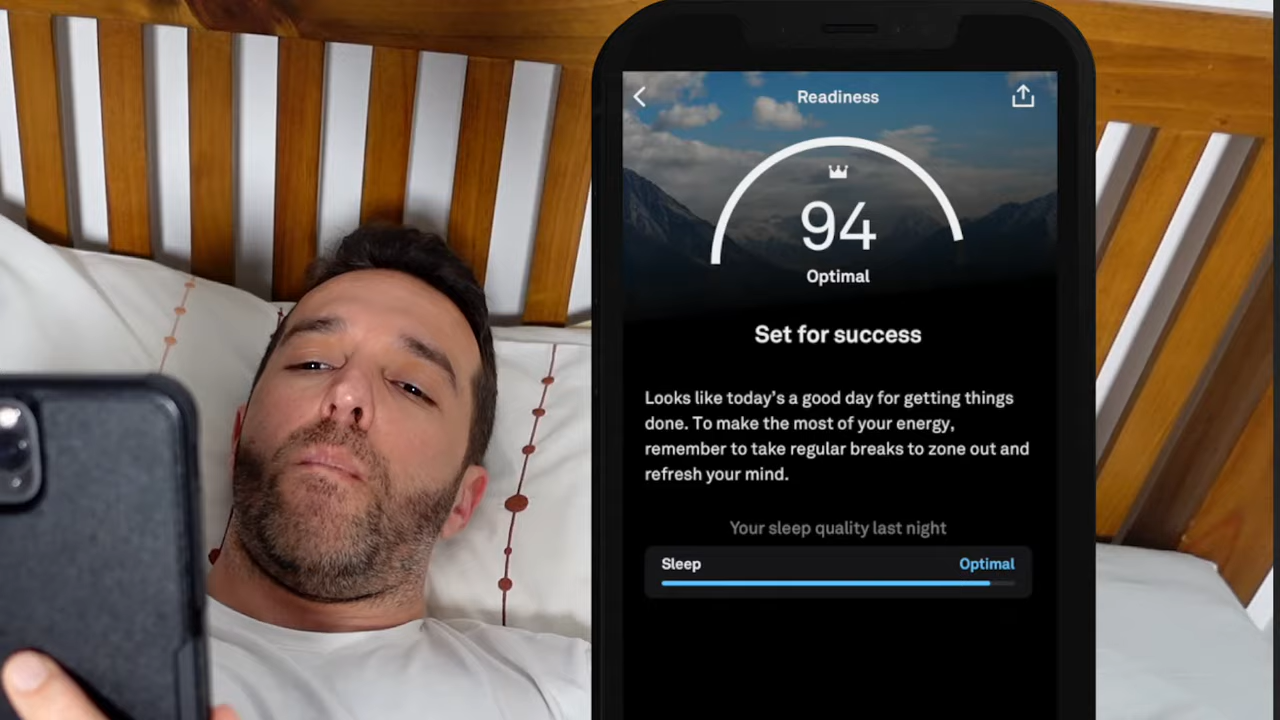 Readiness
94
Optimal
Set for success
Looks like today's a good day for getting things
done. To make the most of your energy,
remember to take regular breaks to zone out and
refresh your mind.
Your sleep quality last night
Sleep Optimal